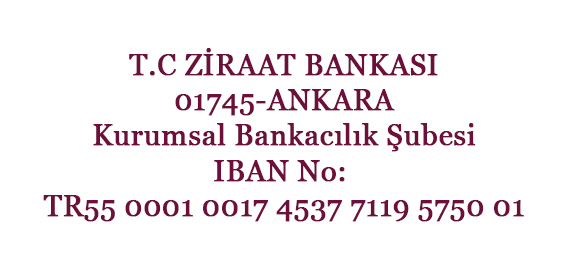 T.C ZİRAAT BANKASI
01745-ANKARA
Kurumsal Bankacılık Şubesi
IBAN No:
TR55 0001 0017 4537 7119 5750 01